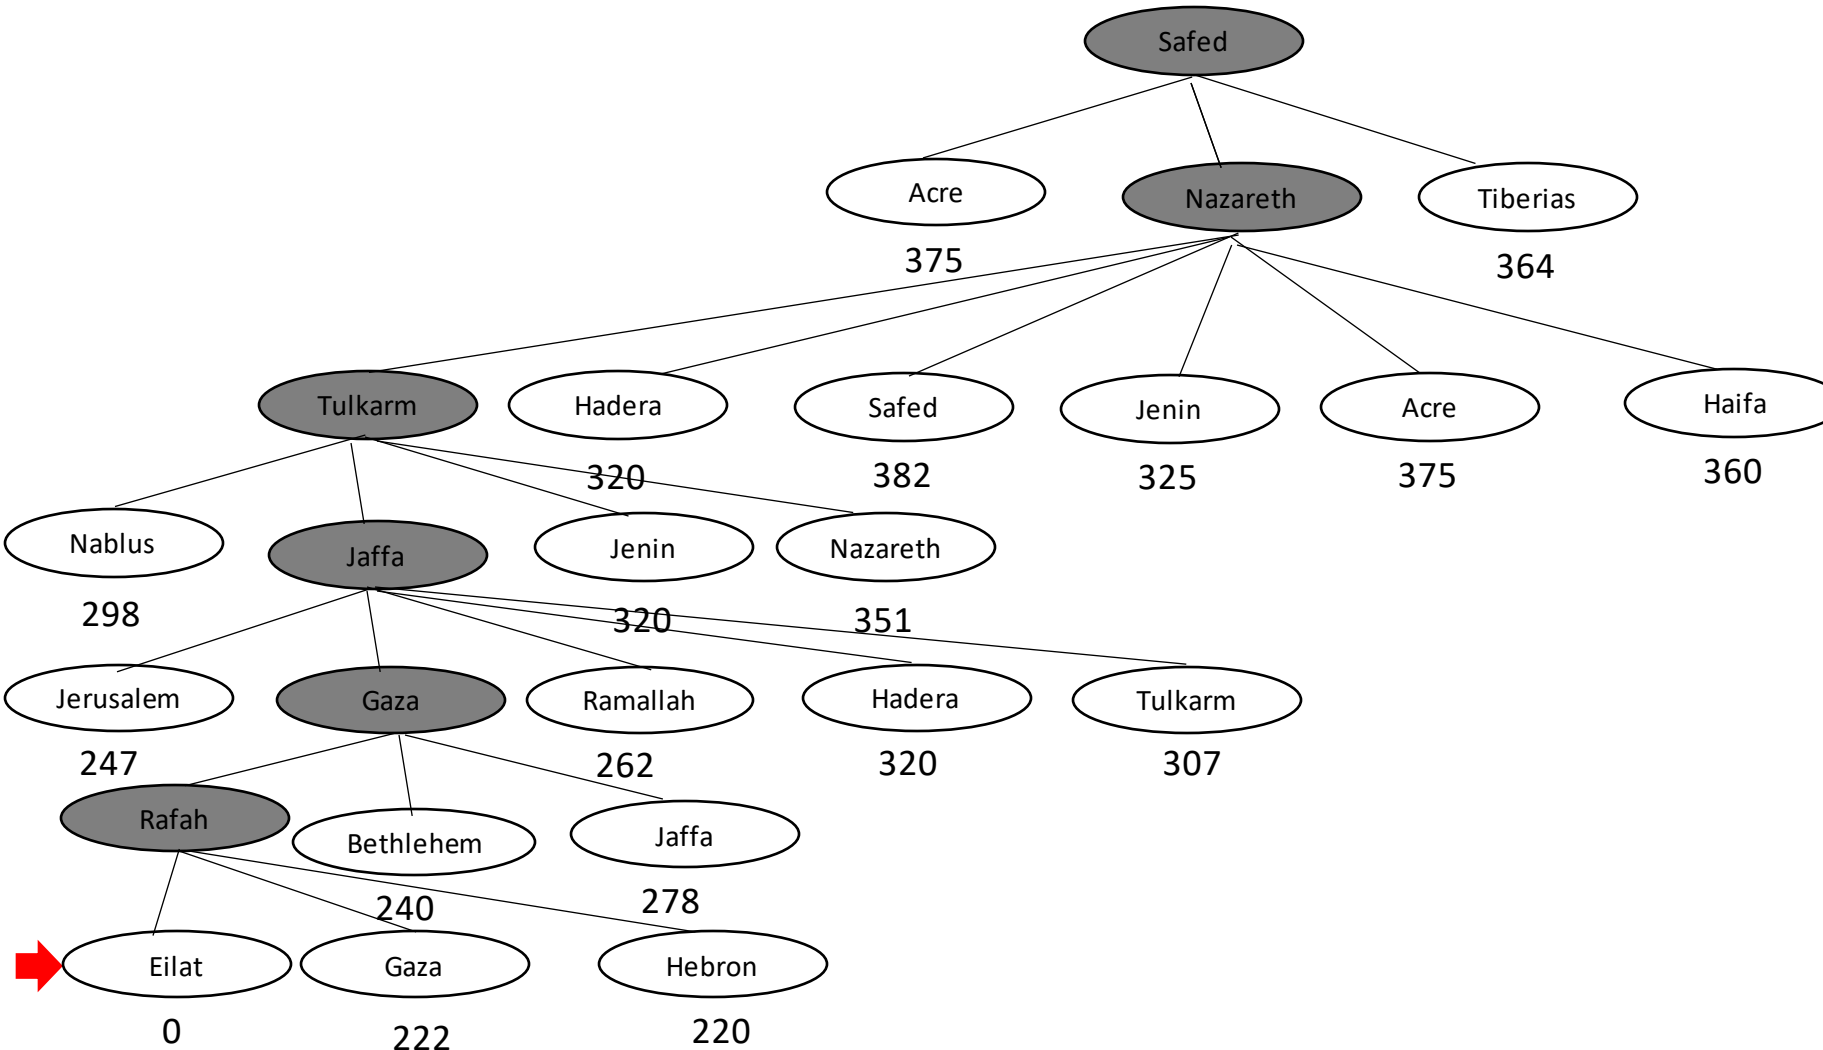 Safed
Acre
Nazareth
Tiberias
375
364
Tulkarm
Hadera
Safed
Jenin
Acre
Haifa
320
382
325
375
360
Nablus
Jaffa
Jenin
Nazareth
298
320
351
Jerusalem
Gaza
Ramallah
Hadera
Tulkarm
247
262
320
307
Rafah
Bethlehem
Jaffa
240
278
Eilat
Gaza
Hebron
0
222
220